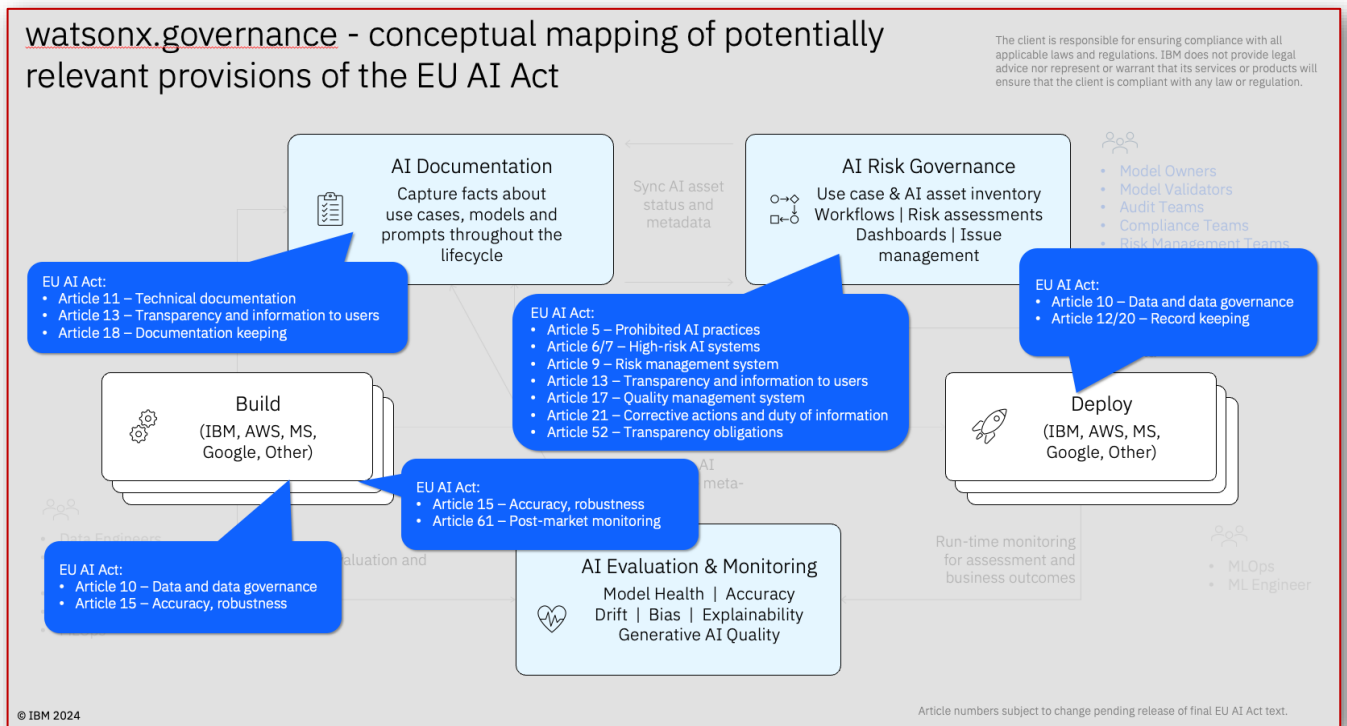 watsonx.governance - conceptual mapping of potentially
relevant provisions of the EU AI Act
The client is responsible for ensuring compliance with all
applicable laws and regulations. IBM does not provide legal
advice nor represent or warrant that its services or products will
ensure that the client is compliant with any law or regulation.
AI Documentation
Capture facts about
use cases, models and
prompts throughout the
lifecycle
Sync AI asset
status and
metadata
AI Risk Governance
Use case & AI asset inventory
Workflows | Risk assessments
Dashboards | Issue
management
• Model Owners
• Model Validators
• Audit Teams
• Compliance Teams
• Risk Management Teams
EU AI Act:
• Article 11 – Technical documentation
• Article 13 – Transparency and information to users
• Article 18 – Documentation keeping
EU AI Act:
• Article 5 – Prohibited AI practices
• Article 6/7 – High-risk AI systems
• Article 9 – Risk management system
• Article 13 – Transparency and information to users
• Article 17 – Quality management system
• Article 21 – Corrective actions and duty of information
• Article 52 – Transparency obligations
EU AI Act:
• Article 10 – Data and data governance
• Article 12/20 – Record keeping
Build
(IBM, AWS, MS,
Google, Other)
Deploy
(IBM, AWS, MS,
Google, Other)
AI
meta-
EU AI Act:
• Article 15 – Accuracy, robustness
• Article 61 – Post-market monitoring
• Data Engineers
and
EU AI Act:
• Article 10 – Data and data governance
• Article 15 – Accuracy, robustness
AI Evaluation & Monitoring
Model Health | Accuracy
Drift | Bias | Explainability
Generative AI Quality
Run-time monitoring
for assessment and
business outcomes
• MLOps
• ML Engineer
© IBM 2024
Article numbers subject to change pending release of final EU AI Act text.